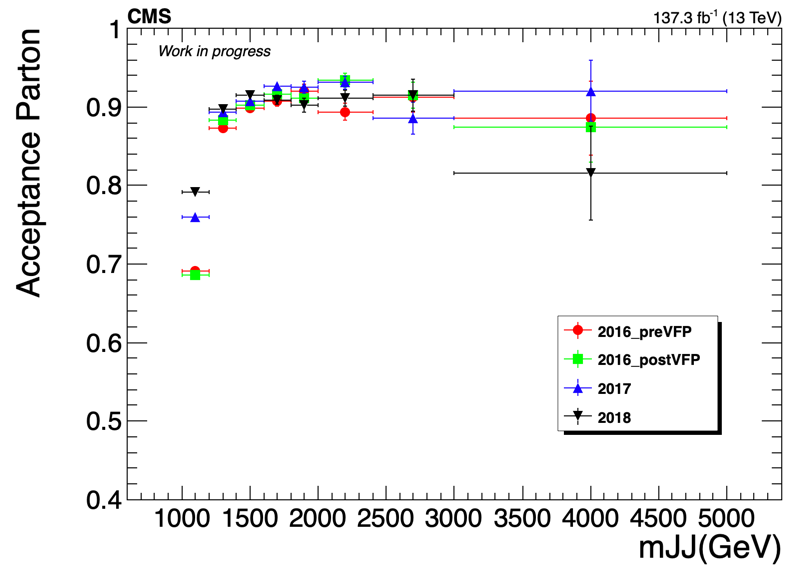 CMS
137.3 fb⁻¹ (13 TeV)
Work in progress
Acceptance Parton
1
0.9
0.8
0.7
0.6
0.5
0.4
2016_preVFP
2016_postVFP
2017
2018
1000 1500 2000 2500 3000 3500 4000 4500 5000
mJJ(GeV)